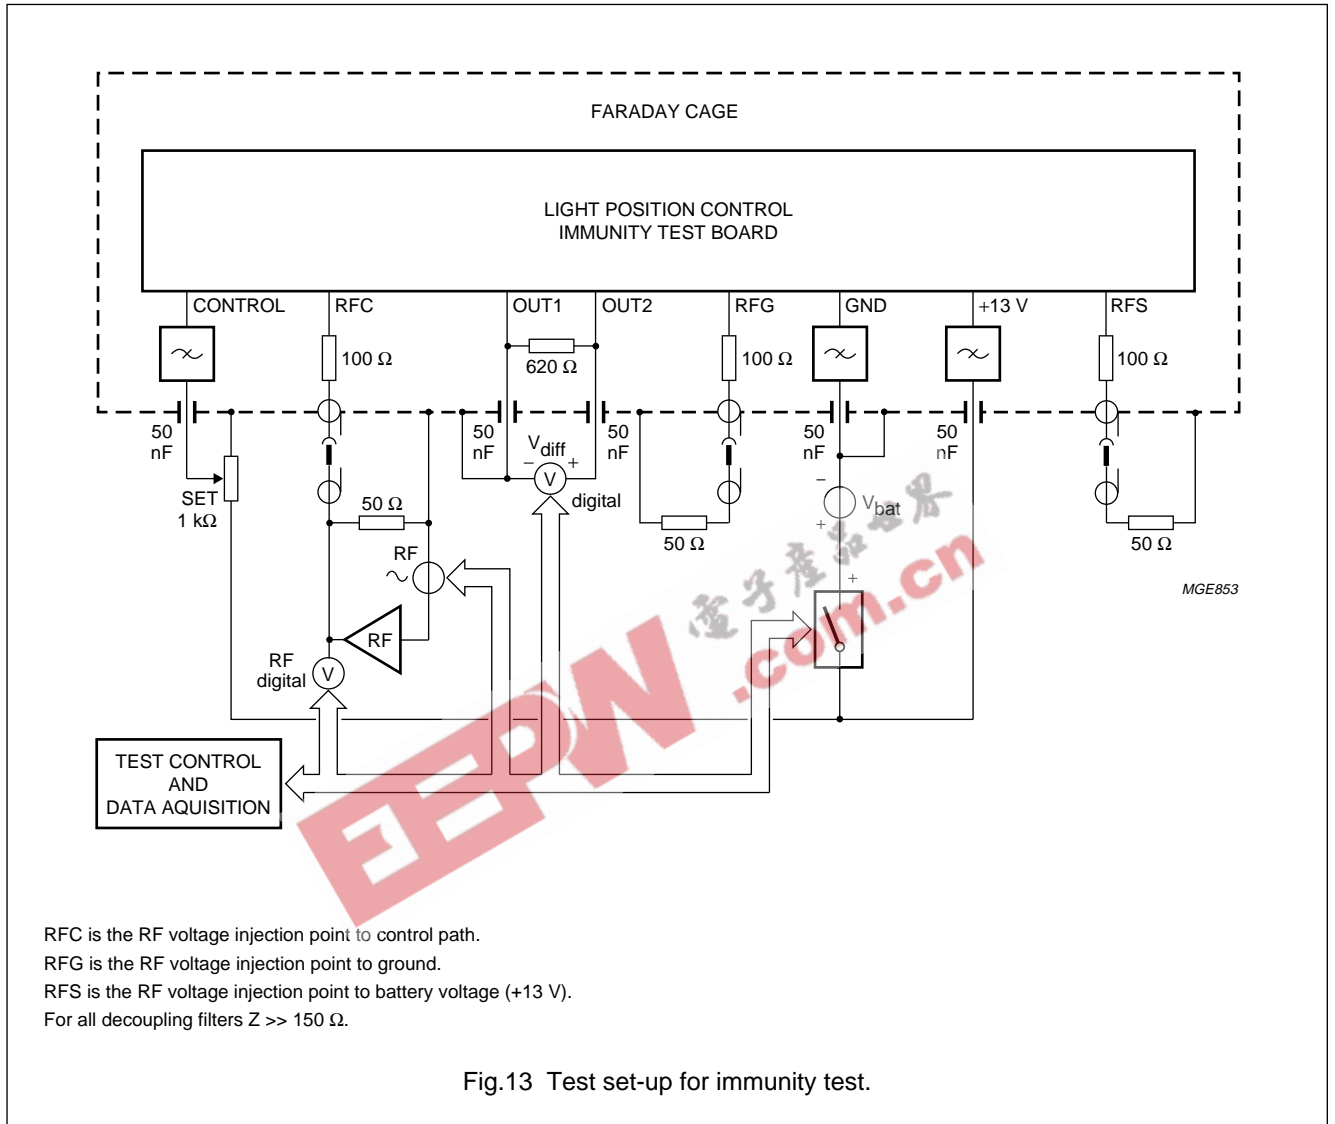 FARADAY CAGE
LIGHT POSITION CONTROL
IMMUNITY TEST BOARD
CONTROL
RFC
OUT1
OUT2
RFG
GND
+13 V
RFS
100 Ω
620 Ω
100 Ω
100 Ω
50
nF
50
nF
Vdiff
− +
V
digital
50
nF
50
nF
50
nF
SET
1 kΩ
50 Ω
50 Ω
−
Vbat
+
50 Ω
RF
+
RF
RF
digital
V
MGE853
TEST CONTROL
AND
DATA AQUISITION
EEPW
電子產品世界
.com.cn
RFC is the RF voltage injection point to control path.
RFG is the RF voltage injection point to ground.
RFS is the RF voltage injection point to battery voltage (+13 V).
For all decoupling filters Z >> 150 Ω.
Fig.13 Test set-up for immunity test.